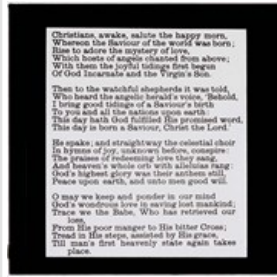 Christians, awake, salute the happy morn,
Whereon the Saviour of the world was born;
Rise to adore the mystery of love,
Which hosts of angels chanted from above;
With them the joyful tidings first begun
Of God Incarnate and the Virgin's Son.
Then to the watchful shepherds it was told,
Who heard the angelic herald's voice, 'Behold,
I bring good tidings of a Saviour's birth
To you and all the nations upon earth:
This day hath God fulfilled His promised word,
This day is born a Saviour, Christ the Lord.'
He spake; and straightway the celestial choir
In hymns of joy, unknown before, conspire:
The praises of redeeming love they sang,
And heaven's whole orb with alleluias rang:
God's highest glory was their anthem still,
Peace upon earth, and unto men good will.
O may we keep and ponder in our mind
God's wondrous love in saving lost mankind;
Trace we the Babe, Who has retrieved our
loss,
From His poor manger to His bitter Cross;
Tread in His steps, assisted by His grace,
Till man's first heavenly state again takes
place.